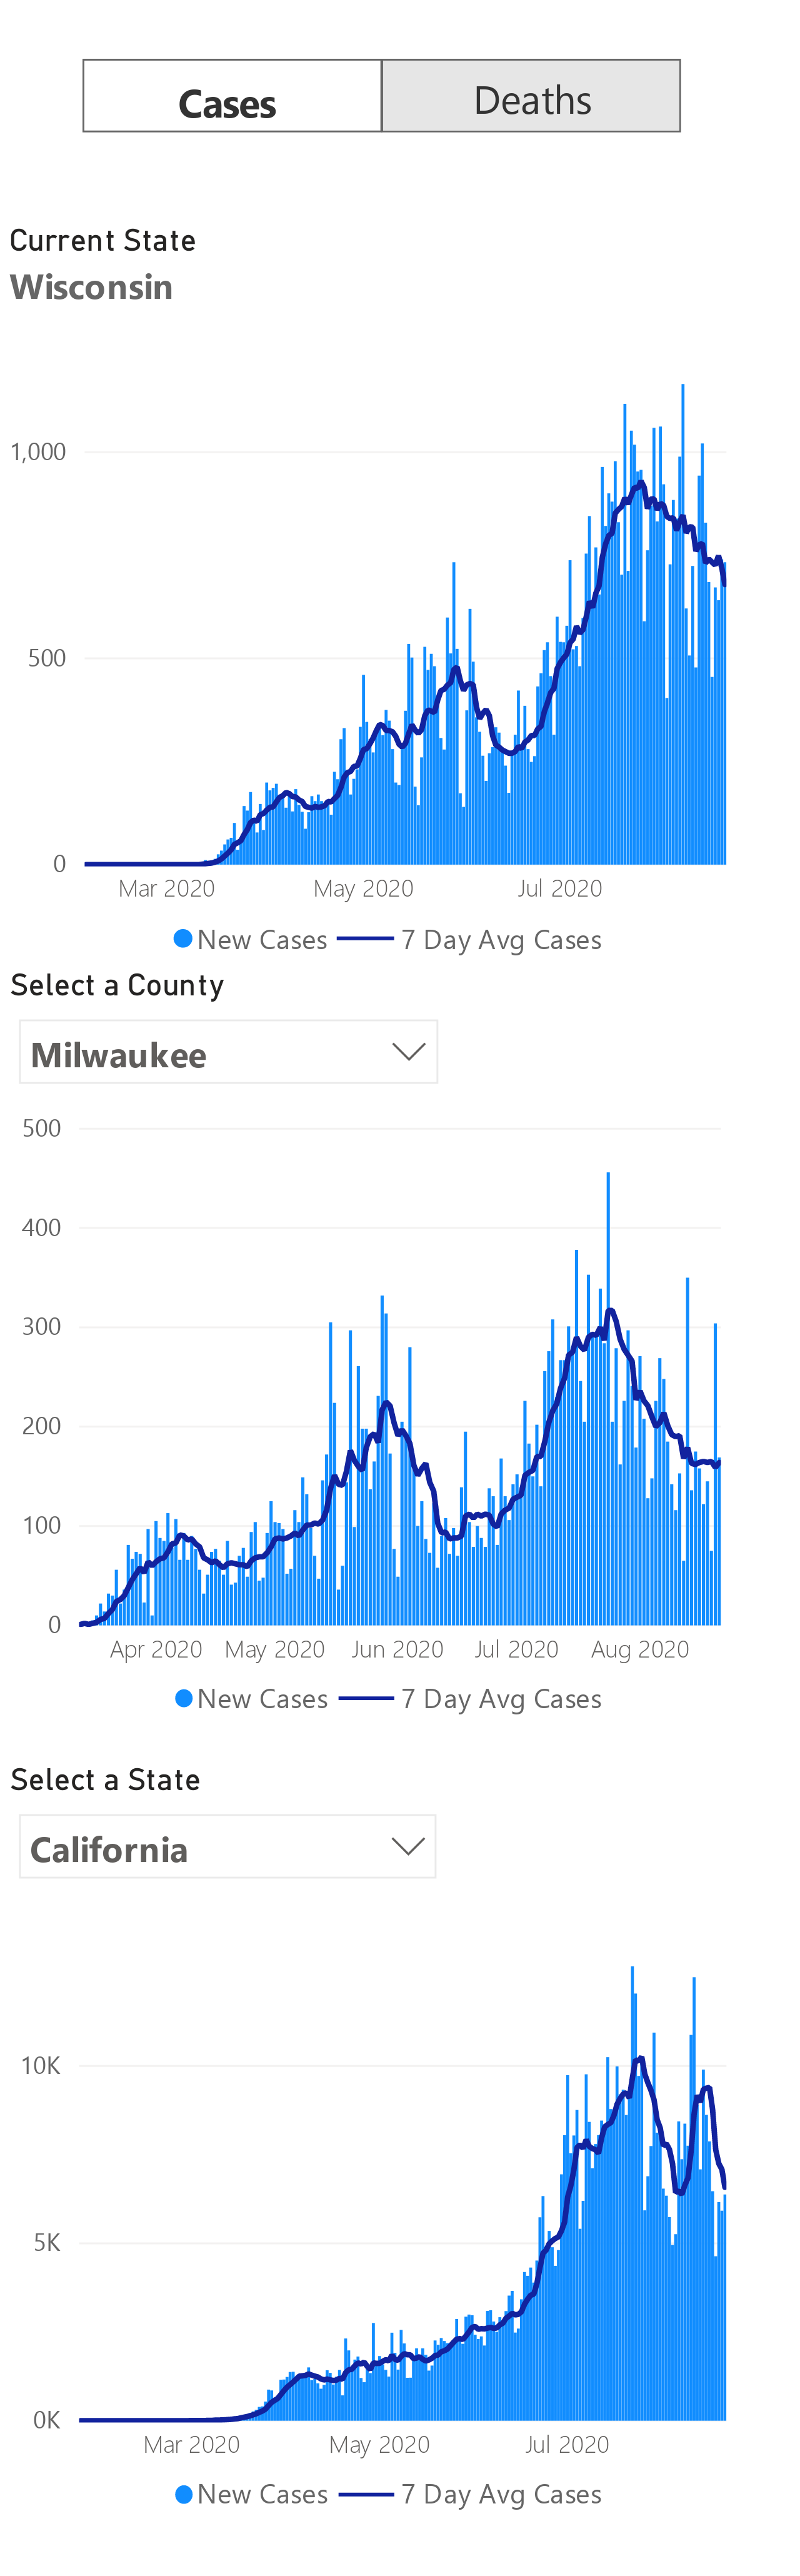 Cases Deaths
Current State
Wisconsin
1,000
500
0
Mar 2020 May 2020 Jul 2020
New Cases 7 Day Avg Cases
Select a County
Milwaukee
500
400
300
200
100
0
Apr 2020 May 2020 Jun 2020 Jul 2020 Aug 2020
New Cases 7 Day Avg Cases
Select a State
California
10K
5K
0K
Mar 2020 May 2020 Jul 2020
New Cases 7 Day Avg Cases